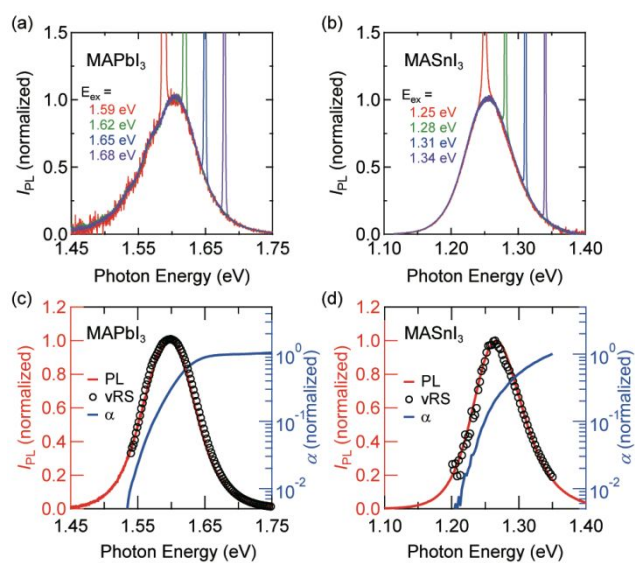 (a)
1.5
MAPbI3
E_ex =
1.59 eV
1.62 eV
1.65 eV
1.68 eV
I_PL (normalized)
1.0
0.5
0.0
1.45 1.55 1.65 1.75
Photon Energy (eV)
(b)
1.5
MASnI3
E_ex =
1.25 eV
1.28 eV
1.31 eV
1.34 eV
I_PL (normalized)
1.0
0.5
0.0
1.10 1.20 1.30 1.40
Photon Energy (eV)
(c)
1.2
MAPbI3
1.0
0.8
0.6
0.4
0.2
0.0
I_PL (normalized)
PL
vRS
α
10^0
10^-1
10^-2
α (normalized)
1.45 1.55 1.65 1.75
Photon Energy (eV)
(d)
1.2
MASnI3
1.0
0.8
0.6
0.4
0.2
0.0
I_PL (normalized)
PL
vRS
α
10^0
10^-1
10^-2
α (normalized)
1.10 1.20 1.30 1.40
Photon Energy (eV)